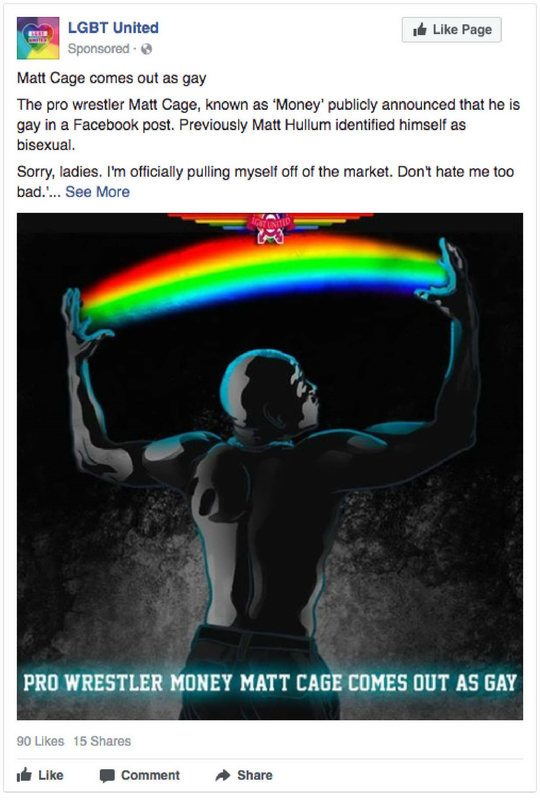 LGBT United
Like Page
Sponsored ·
Matt Cage comes out as gay
The pro wrestler Matt Cage, known as ‘Money’ publicly announced that he is
gay in a Facebook post. Previously Matt Hullum identified himself as
bisexual.
Sorry, ladies. I'm officially pulling myself off of the market. Don't hate me too
bad.'... See More
LGBT UNITED
PRO WRESTLER MONEY MATT CAGE COMES OUT AS GAY
90 Likes 15 Shares
Like Comment Share